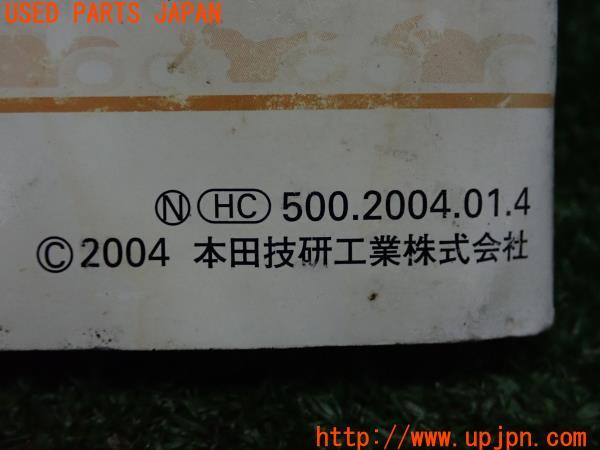 USED PARTS JAPAN
Ⓝ HC 500.2004.01.4
©2004 本田技研工業株式会社
http://www.upjpn.com/